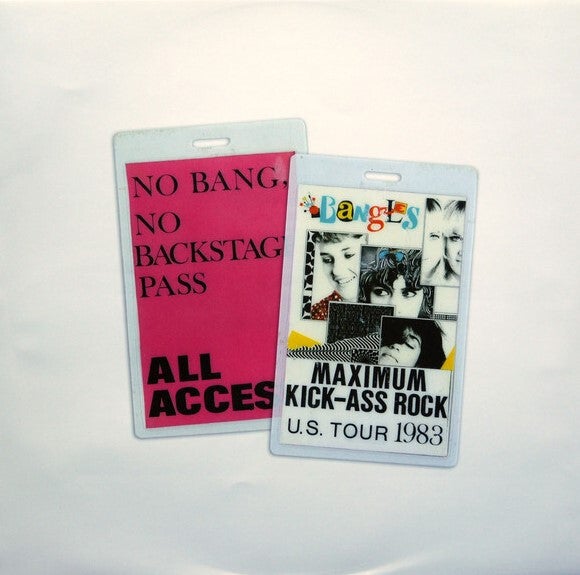 NO BANG,
NO
BACKSTAG
PASS
ALL
ACCES
BANGLES
MAXIMUM
KICK-ASS ROCK
U.S. TOUR 1983